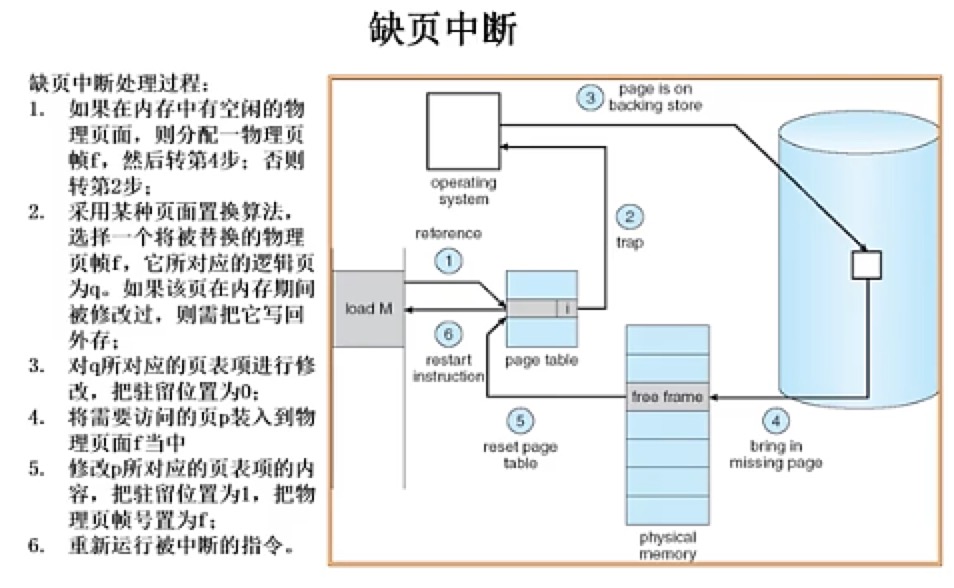 缺页中断
缺页中断处理过程：
1. 如果在内存中有空闲的物
理页面，则分配一物理页
帧f，然后转第4步；否则
转第2步；
2. 采用某种页面置换算法，
选择一个将被替换的物理
页帧f，它所对应的逻辑页
为q。如果该页在内存期间
被修改过，则需把它写回
外存；
3. 对q所对应的页表项进行修
改，把驻留位置为0；
4. 将需要访问的页p装入到物
理页面f当中
5. 修改p所对应的页表项的内
容，把驻留位置为1，把物
理页帧号置为f；
6. 重新运行被中断的指令。
3
page is on
backing store
operating
system
reference
1
2
trap
load M
i
6
restart
instruction
page table
free frame
5
reset page
table
4
bring in
missing page
physical
memory